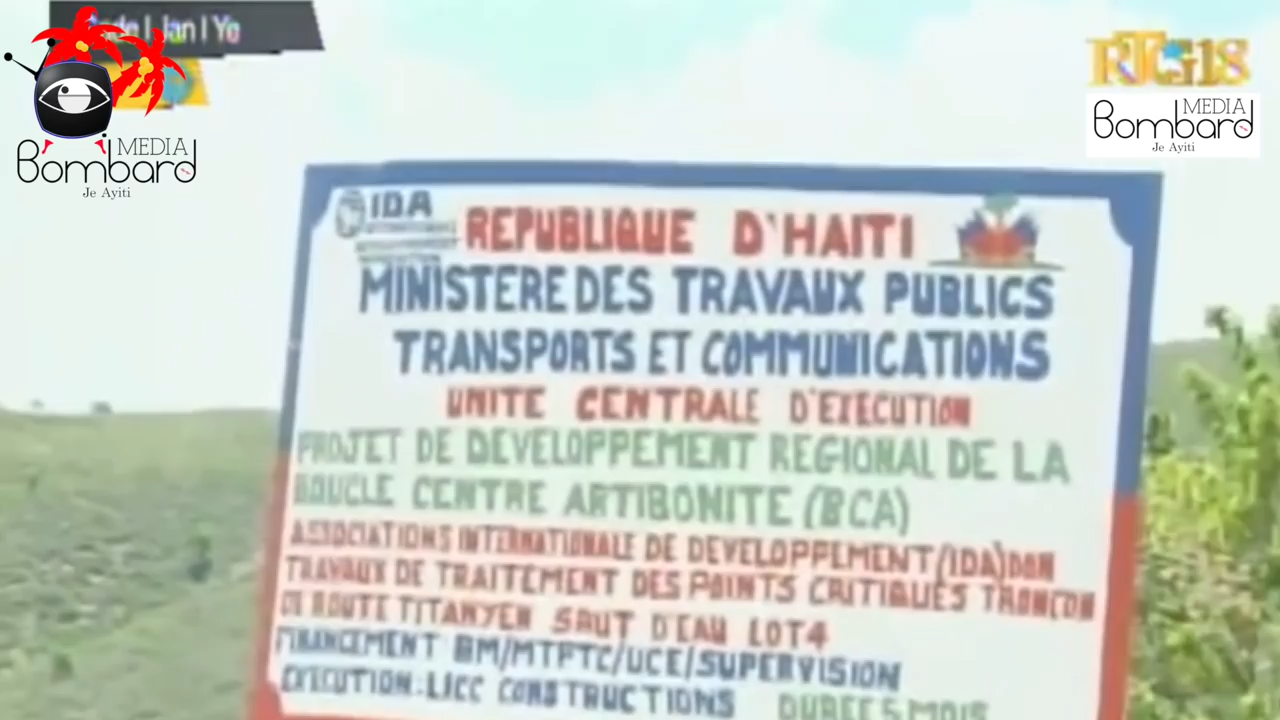 Jan | Ye
MEDIA
Bombard
Je Ayiti
RTG18
MEDIA
Bombard
Je Ayiti
IDA
REPUBLIQUE D'HAITI
MINISTERE DES TRAVAUX PUBLICS
TRANSPORTS ET COMMUNICATIONS
UNITE CENTRALE D'EXECUTION
PROJET DE DEVELOPPEMENT REGIONAL DE LA
BOUCLE CENTRE ARTIBONITE (BCA)
ASSOCIATIONS INTERNATIONALE DE DEVELOPPEMENT (IDA) DON
TRAVAUX DE TRAITEMENT DES POINTS CRITIQUES TRONÇON
DE ROUTE TITANYEN SAUT D'EAU LOT4
FINANCEMENT BM/MTPTC/UCE/SUPERVISION
EXECUTION: LICC CONSTRUCTIONS DUREE 5 MOIS